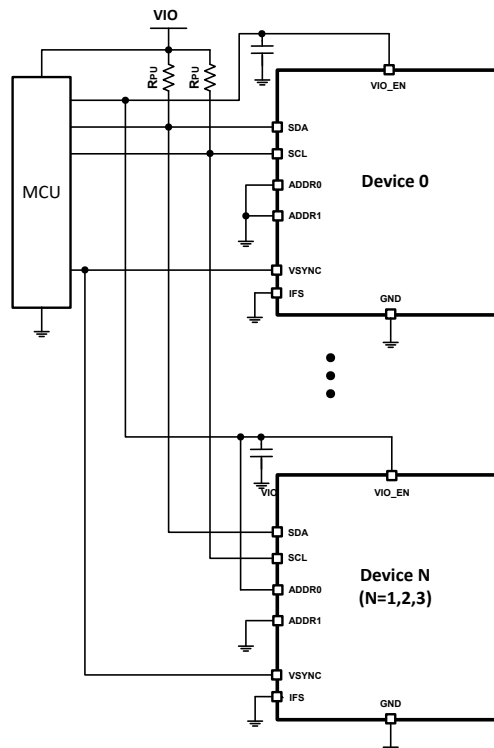 VIO
RPU
RPU
VIO_EN
SDA
SCL
MCU
Device 0
ADDR0
ADDR1
VSYNC
IFS
GND
VIO
VIO_EN
SDA
SCL
Device N
(N=1,2,3)
ADDR0
ADDR1
VSYNC
GND
IFS